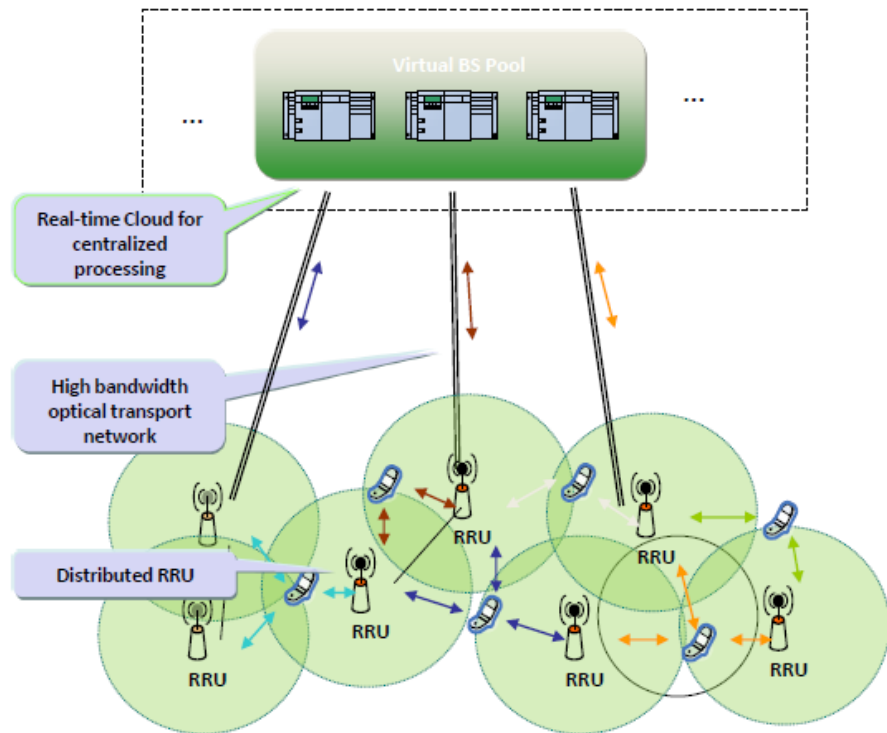 Virtual BS Pool
...
...
Real-time Cloud for
centralized
processing
High bandwidth
optical transport
network
RRU
RRU
Distributed RRU
RRU
RRU
RRU
RRU